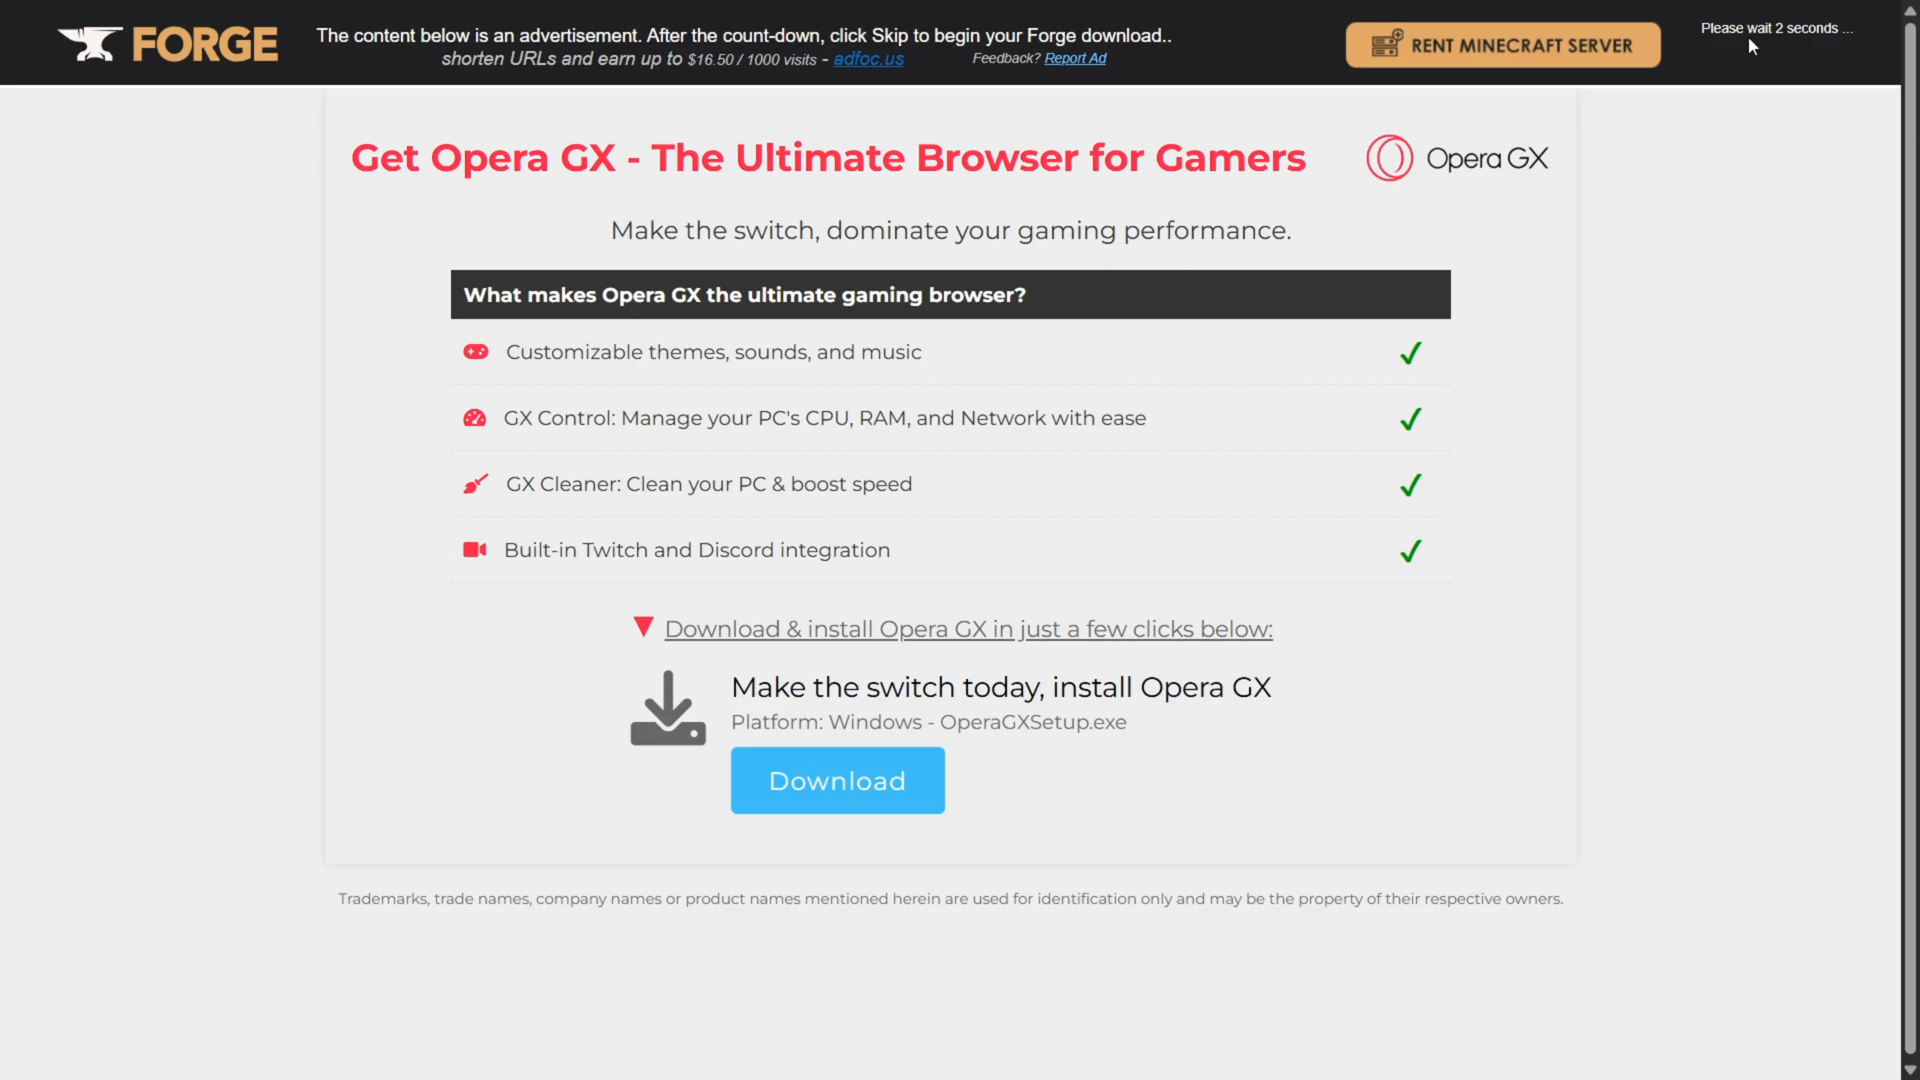 FORGE
The content below is an advertisement. After the count-down, click Skip to begin your Forge download..
shorten URLs and earn up to $16.50 / 1000 visits - adfoc.us
Feedback? Report Ad
RENT MINECRAFT SERVER
Please wait 2 seconds ...
Get Opera GX - The Ultimate Browser for Gamers
Opera GX
Make the switch, dominate your gaming performance.
What makes Opera GX the ultimate gaming browser?
Customizable themes, sounds, and music
GX Control: Manage your PC's CPU, RAM, and Network with ease
GX Cleaner: Clean your PC & boost speed
Built-in Twitch and Discord integration
Download & install Opera GX in just a few clicks below:
Make the switch today, install Opera GX
Platform: Windows - OperaGXSetup.exe
Download
Trademarks, trade names, company names or product names mentioned herein are used for identification only and may be the property of their respective owners.